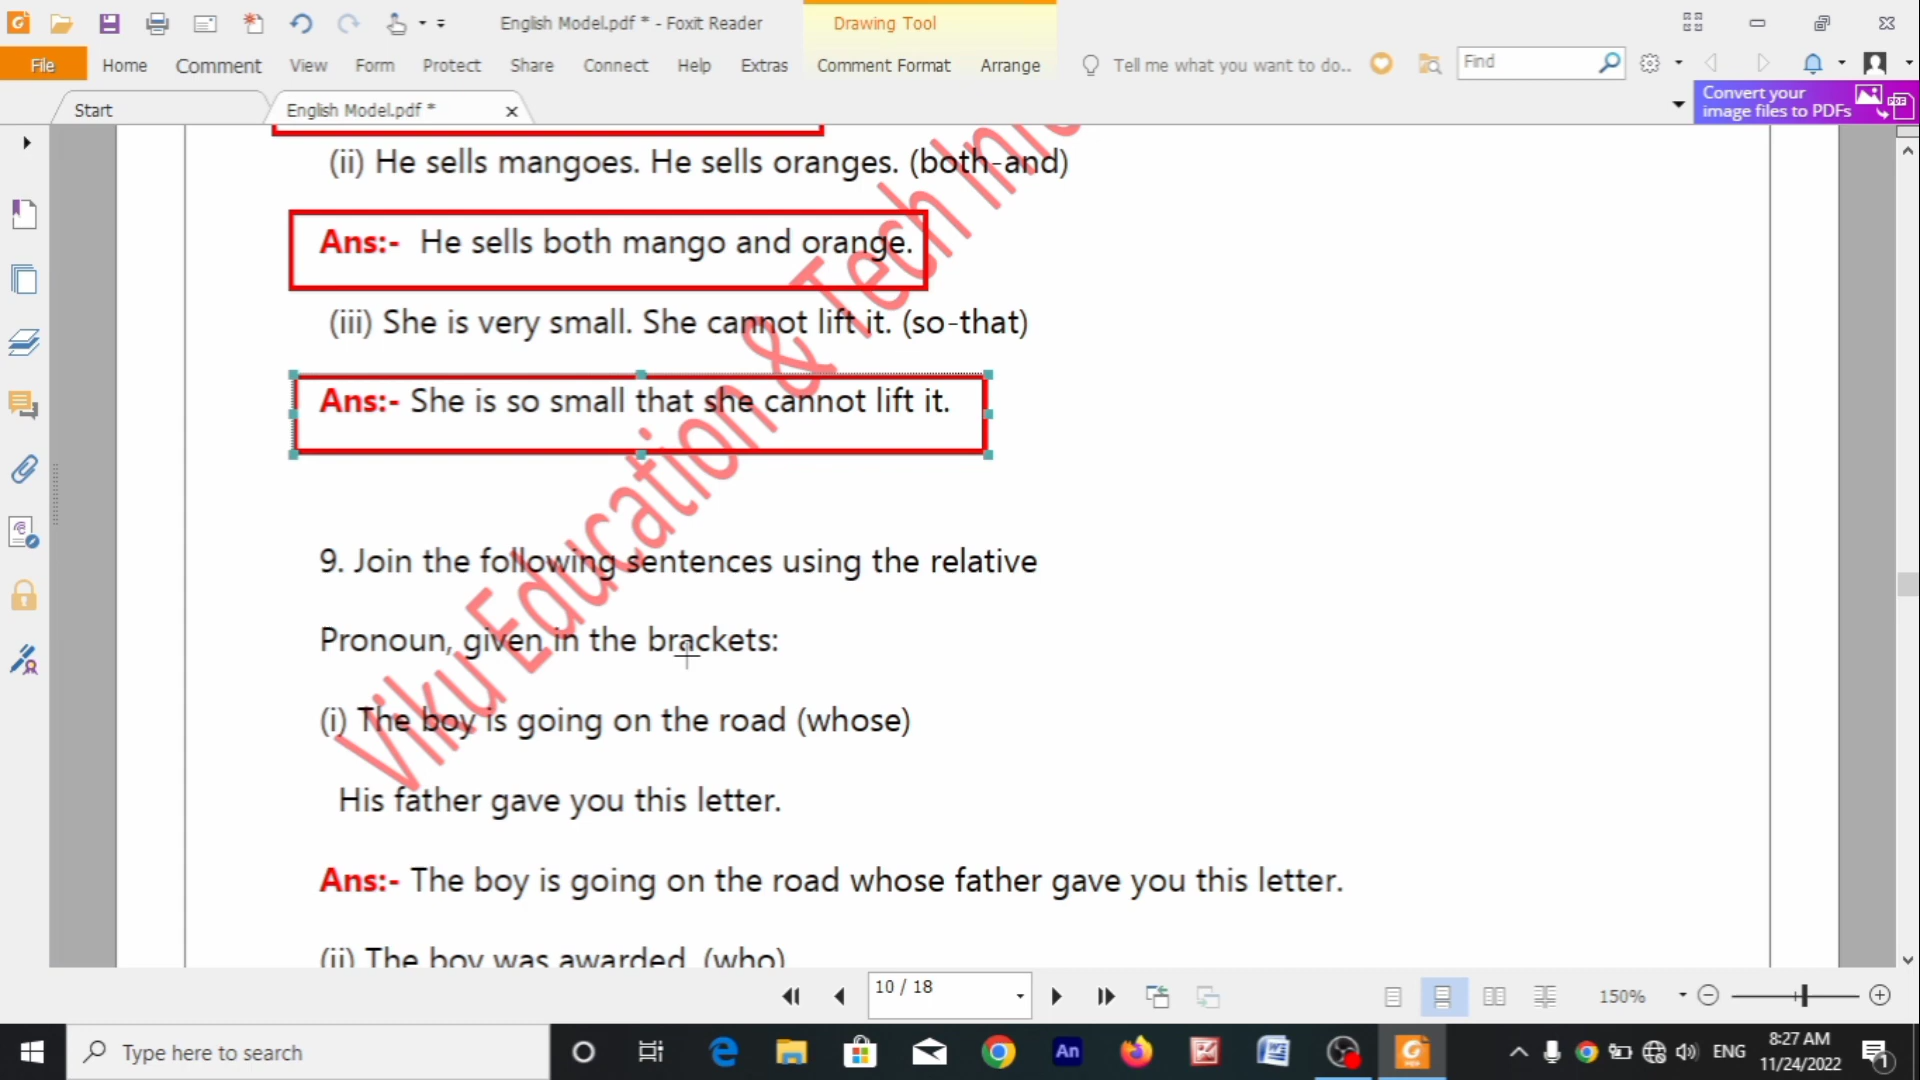 English Model.pdf * - Foxit Reader
Drawing Tool
File
Home
Comment
View
Form
Protect
Share
Connect
Help
Extras
Comment Format
Arrange
Tell me what you want to do..
Find
Start
English Model.pdf *
Convert your
image files to PDFs
(ii) He sells mangoes. He sells oranges. (both-and)
Ans:- He sells both mango and orange.
(iii) She is very small. She cannot lift it. (so-that)
Ans:- She is so small that she cannot lift it.
9. Join the following sentences using the relative
Pronoun, given in the brackets:
(i) The boy is going on the road (whose)
His father gave you this letter.
Ans:- The boy is going on the road whose father gave you this letter.
(ii) The boy was awarded. (who)
Viku Education & Tech
10 / 18
150%
Type here to search
An
ENG
8:27 AM
11/24/2022
1